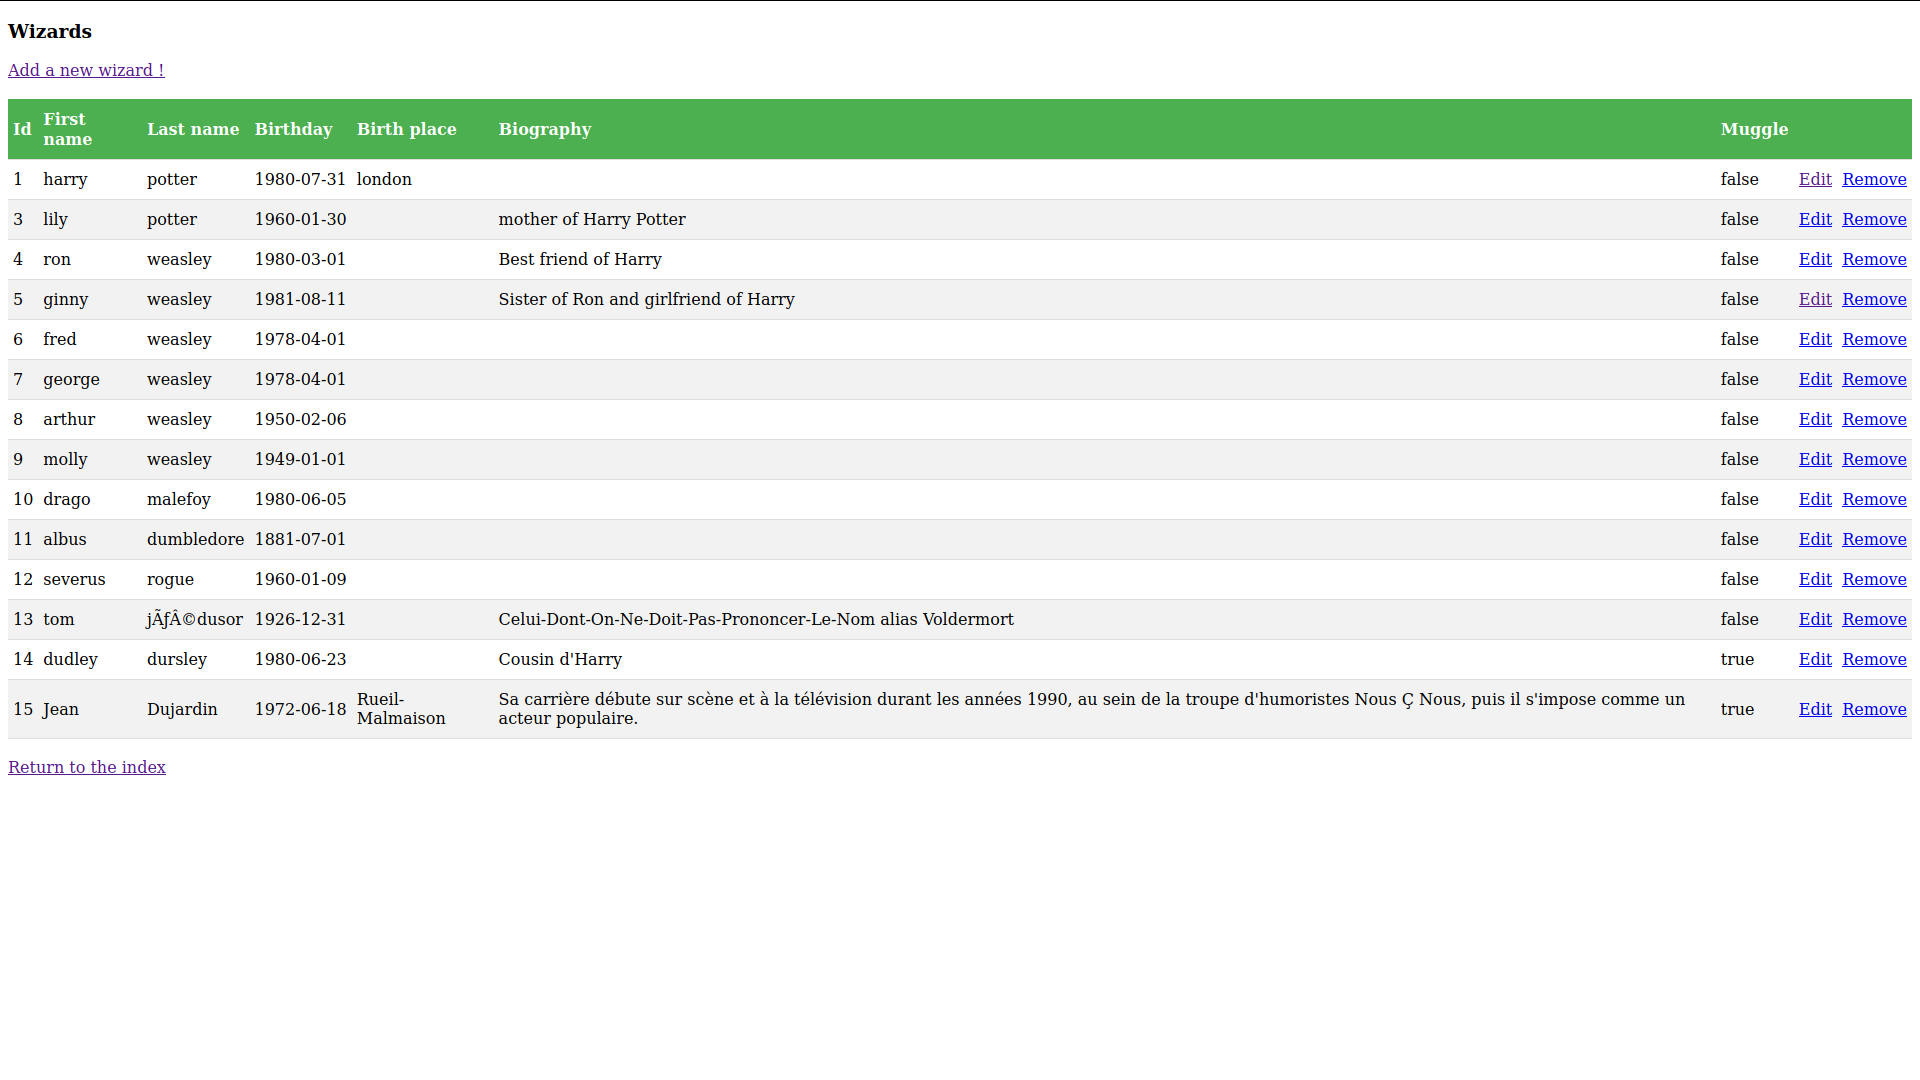 Wizards
Add a new wizard !
Id First name Last name Birthday Birth place Biography Muggle
1 harry potter 1980-07-31 london false Edit Remove
3 lily potter 1960-01-30 mother of Harry Potter false Edit Remove
4 ron weasley 1980-03-01 Best friend of Harry false Edit Remove
5 ginny weasley 1981-08-11 Sister of Ron and girlfriend of Harry false Edit Remove
6 fred weasley 1978-04-01 false Edit Remove
7 george weasley 1978-04-01 false Edit Remove
8 arthur weasley 1950-02-06 false Edit Remove
9 molly weasley 1949-01-01 false Edit Remove
10 drago malefoy 1980-06-05 false Edit Remove
11 albus dumbledore 1881-07-01 false Edit Remove
12 severus rogue 1960-01-09 false Edit Remove
13 tom jÃƒÂ©dusor 1926-12-31 Celui-Dont-On-Ne-Doit-Pas-Prononcer-Le-Nom alias Voldermort false Edit Remove
14 dudley dursley 1980-06-23 Cousin d'Harry true Edit Remove
15 Jean Dujardin 1972-06-18 Rueil-Malmaison Sa carrière débute sur scène et à la télévision durant les années 1990, au sein de la troupe d'humoristes Nous Ç Nous, puis il s'impose comme un acteur populaire. true Edit Remove
Return to the index